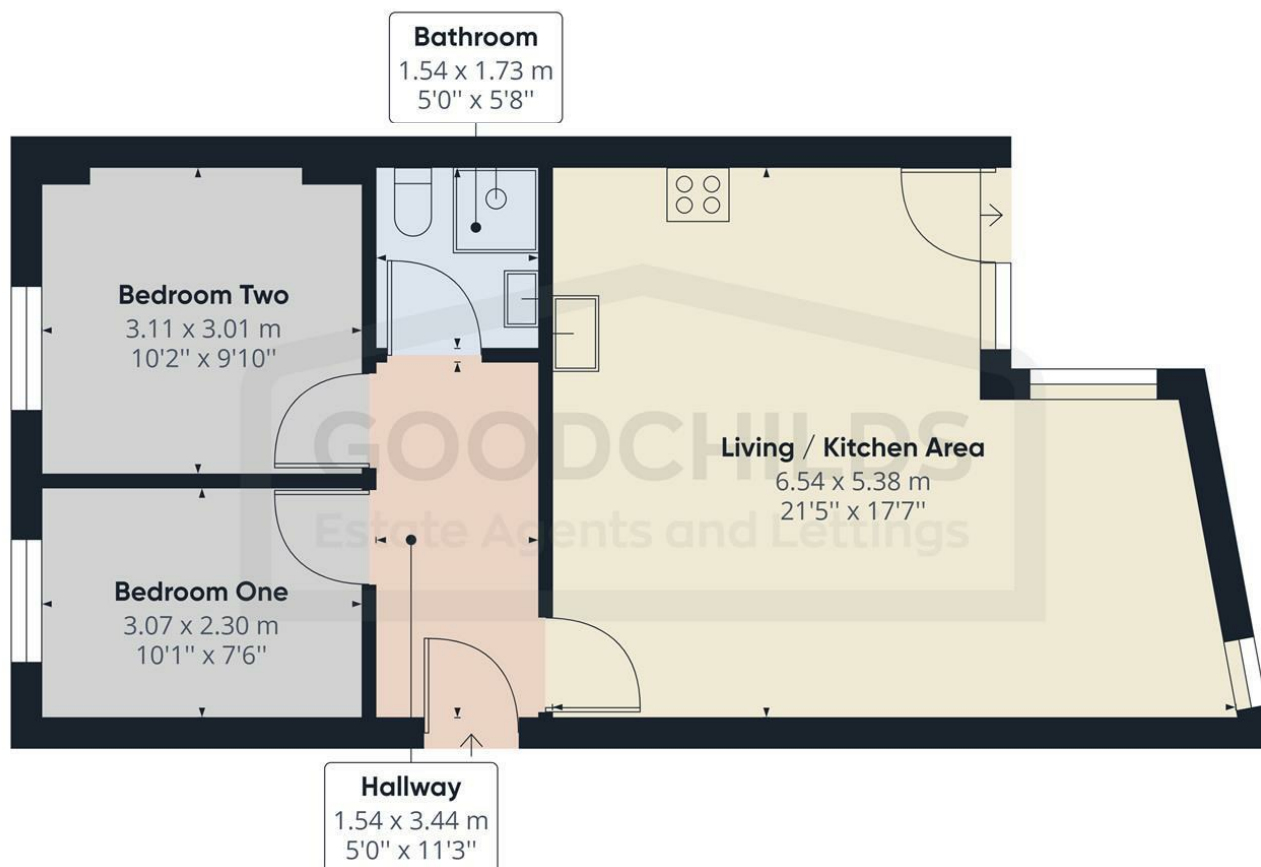 Bathroom
1.54 x 1.73 m
5'0'' x 5'8''
Bedroom Two
3.11 x 3.01 m
10'2'' x 9'10''
GOODCHILDS
Estate Agents and Lettings
Living / Kitchen Area
6.54 x 5.38 m
21'5'' x 17'7''
Bedroom One
3.07 x 2.30 m
10'1'' x 7'6''
Hallway
1.54 x 3.44 m
5'0'' x 11'3''